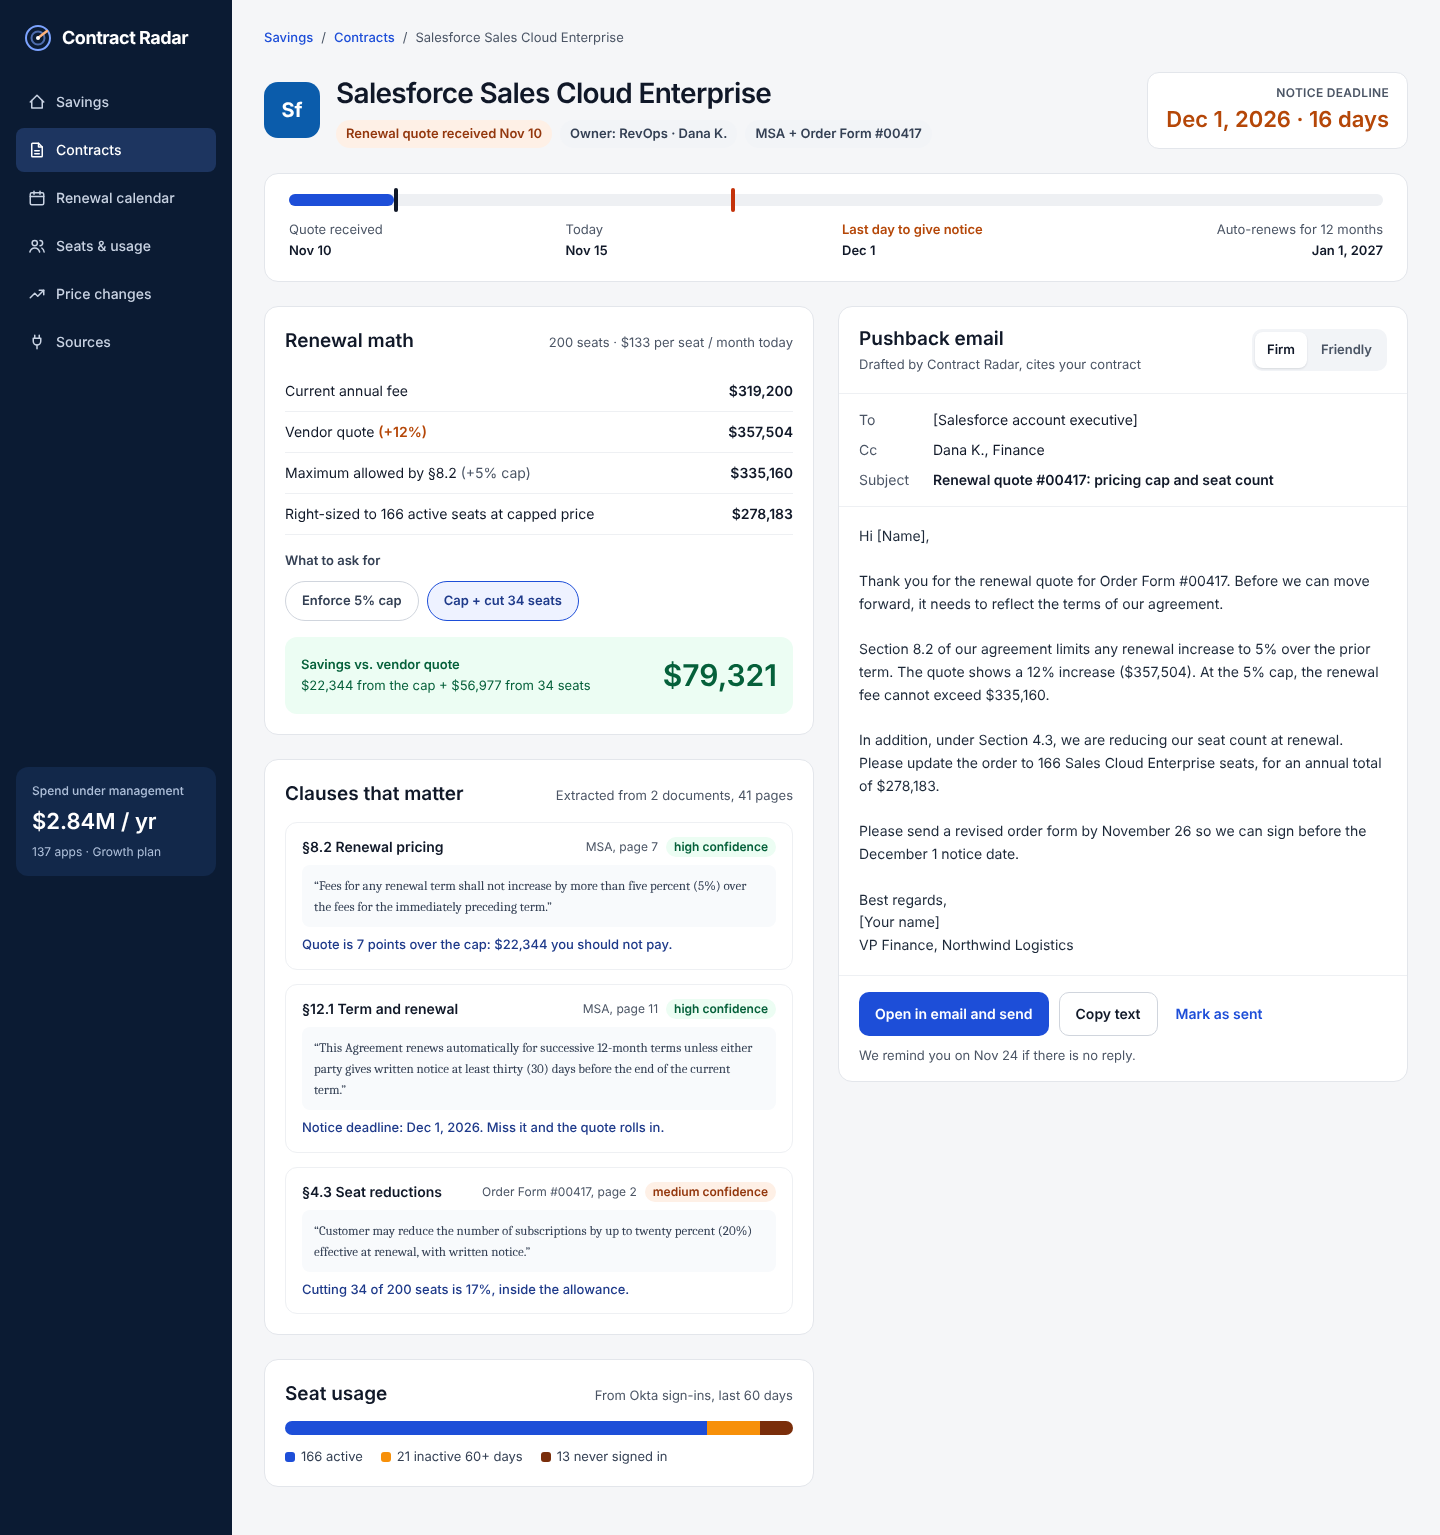 Contract Radar
Savings
Contracts
Renewal calendar
Seats & usage
Price changes
Sources
Spend under management
$2.84M / yr
137 apps · Growth plan
Savings / Contracts / Salesforce Sales Cloud Enterprise
Sf
Salesforce Sales Cloud Enterprise
Renewal quote received Nov 10
Owner: RevOps · Dana K.
MSA + Order Form #00417
NOTICE DEADLINE
Dec 1, 2026 · 16 days
Quote received
Nov 10
Today
Nov 15
Last day to give notice
Dec 1
Auto-renews for 12 months
Jan 1, 2027
Renewal math
200 seats · $133 per seat / month today
Current annual fee $319,200
Vendor quote (+12%) $357,504
Maximum allowed by §8.2 (+5% cap) $335,160
Right-sized to 166 active seats at capped price $278,183
What to ask for
Enforce 5% cap
Cap + cut 34 seats
Savings vs. vendor quote
$22,344 from the cap + $56,977 from 34 seats
$79,321
Clauses that matter
Extracted from 2 documents, 41 pages
§8.2 Renewal pricing
MSA, page 7
high confidence
“Fees for any renewal term shall not increase by more than five percent (5%) over
the fees for the immediately preceding term.”
Quote is 7 points over the cap: $22,344 you should not pay.
§12.1 Term and renewal
MSA, page 11
high confidence
“This Agreement renews automatically for successive 12-month terms unless either
party gives written notice at least thirty (30) days before the end of the current
term.”
Notice deadline: Dec 1, 2026. Miss it and the quote rolls in.
§4.3 Seat reductions
Order Form #00417, page 2
medium confidence
“Customer may reduce the number of subscriptions by up to twenty percent (20%)
effective at renewal, with written notice.”
Cutting 34 of 200 seats is 17%, inside the allowance.
Seat usage
From Okta sign-ins, last 60 days
166 active
21 inactive 60+ days
13 never signed in
Pushback email
Drafted by Contract Radar, cites your contract
Firm
Friendly
To [Salesforce account executive]
Cc Dana K., Finance
Subject Renewal quote #00417: pricing cap and seat count
Hi [Name],
Thank you for the renewal quote for Order Form #00417. Before we can move
forward, it needs to reflect the terms of our agreement.
Section 8.2 of our agreement limits any renewal increase to 5% over the prior
term. The quote shows a 12% increase ($357,504). At the 5% cap, the renewal
fee cannot exceed $335,160.
In addition, under Section 4.3, we are reducing our seat count at renewal.
Please update the order to 166 Sales Cloud Enterprise seats, for an annual total
of $278,183.
Please send a revised order form by November 26 so we can sign before the
December 1 notice date.
Best regards,
[Your name]
VP Finance, Northwind Logistics
Open in email and send
Copy text
Mark as sent
We remind you on Nov 24 if there is no reply.